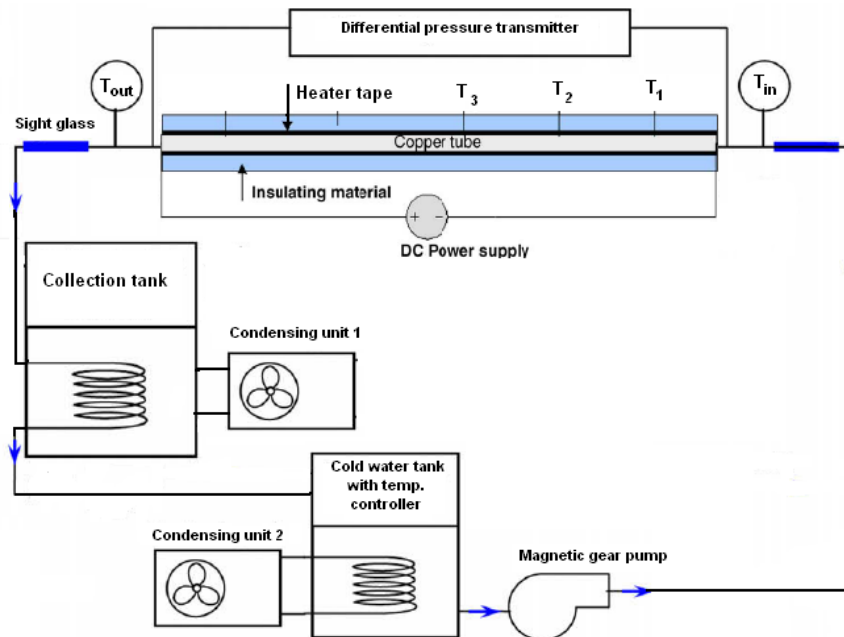 Differential pressure transmitter
Tout
Tin
Heater tape
T3
T2
T1
Sight glass
Copper tube
Insulating material
+ -
DC Power supply
Collection tank
Condensing unit 1
Cold water tank
with temp.
controller
Condensing unit 2
Magnetic gear pump